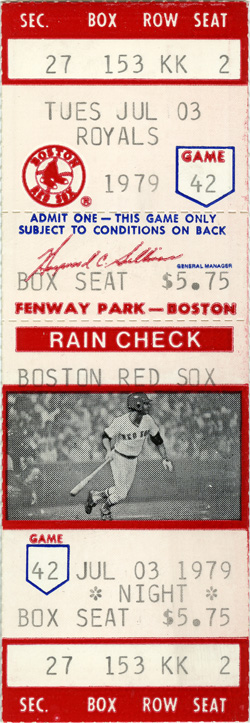 SEC. BOX ROW SEAT
27 153 KK 2
TUES JUL 03
ROYALS
BOSTON
RED SOX
1979
GAME
42
ADMIT ONE — THIS GAME ONLY
SUBJECT TO CONDITIONS ON BACK
GENERAL MANAGER
BOX SEAT $5.75
FENWAY PARK — BOSTON
RAIN CHECK
BOSTON RED SOX
RED SOX
GAME
42 JUL 03 1979
* NIGHT *
BOX SEAT $5.75
27 153 KK 2
SEC. BOX ROW SEAT